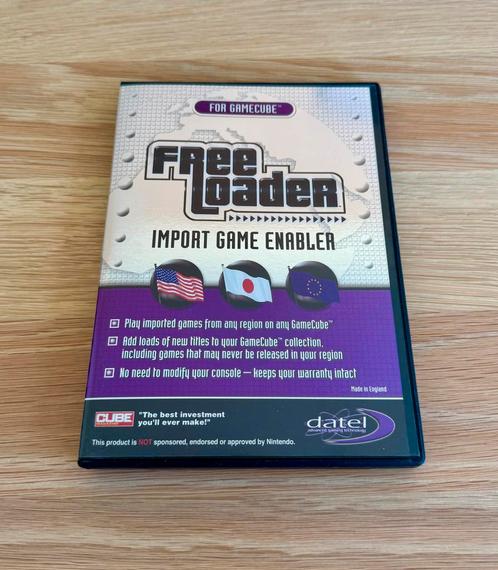 FOR GAMECUBE™
FREE
LOADER
IMPORT GAME ENABLER
Play imported games from any region on any GameCube™
Add loads of new titles to your GameCube™ collection,
including games that may never be released in your region
No need to modify your console — keeps your warranty intact
Made in England
CUBE
"The best investment
you'll ever make!"
datel
advanced gaming technology
This product is NOT sponsored, endorsed or approved by Nintendo.